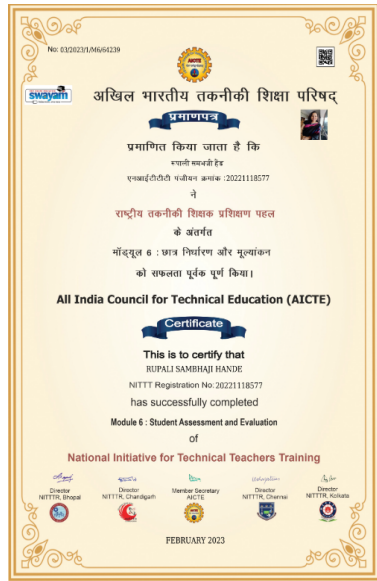 No: 03/2023/1/M6/64239
AICTE
swayam
अखिल भारतीय तकनीकी शिक्षा परिषद्
प्रमाणपत्र
प्रमाणित किया जाता है कि
रुपाली समभजी हैंड
एनआईटीटीटी पंजीयन क्रमांक :20221118577
ने
राष्ट्रीय तकनीकी शिक्षक प्रशिक्षण पहल
के अंतर्गत
मॉड्यूल 6 : छात्र निर्धारण और मूल्यांकन
को सफलता पूर्वक पूर्ण किया।
All India Council for Technical Education (AICTE)
Certificate
This is to certify that
RUPALI SAMBHAJI HANDE
NITTT Registration No: 20221118577
has successfully completed
Module 6 : Student Assessment and Evaluation
of
National Initiative for Technical Teachers Training
Director
NITTTR, Bhopal
Director
NITTTR, Chandigarh
Member Secretary
AICTE
Director
NITTTR, Chennai
Director
NITTTR, Kolkata
FEBRUARY 2023